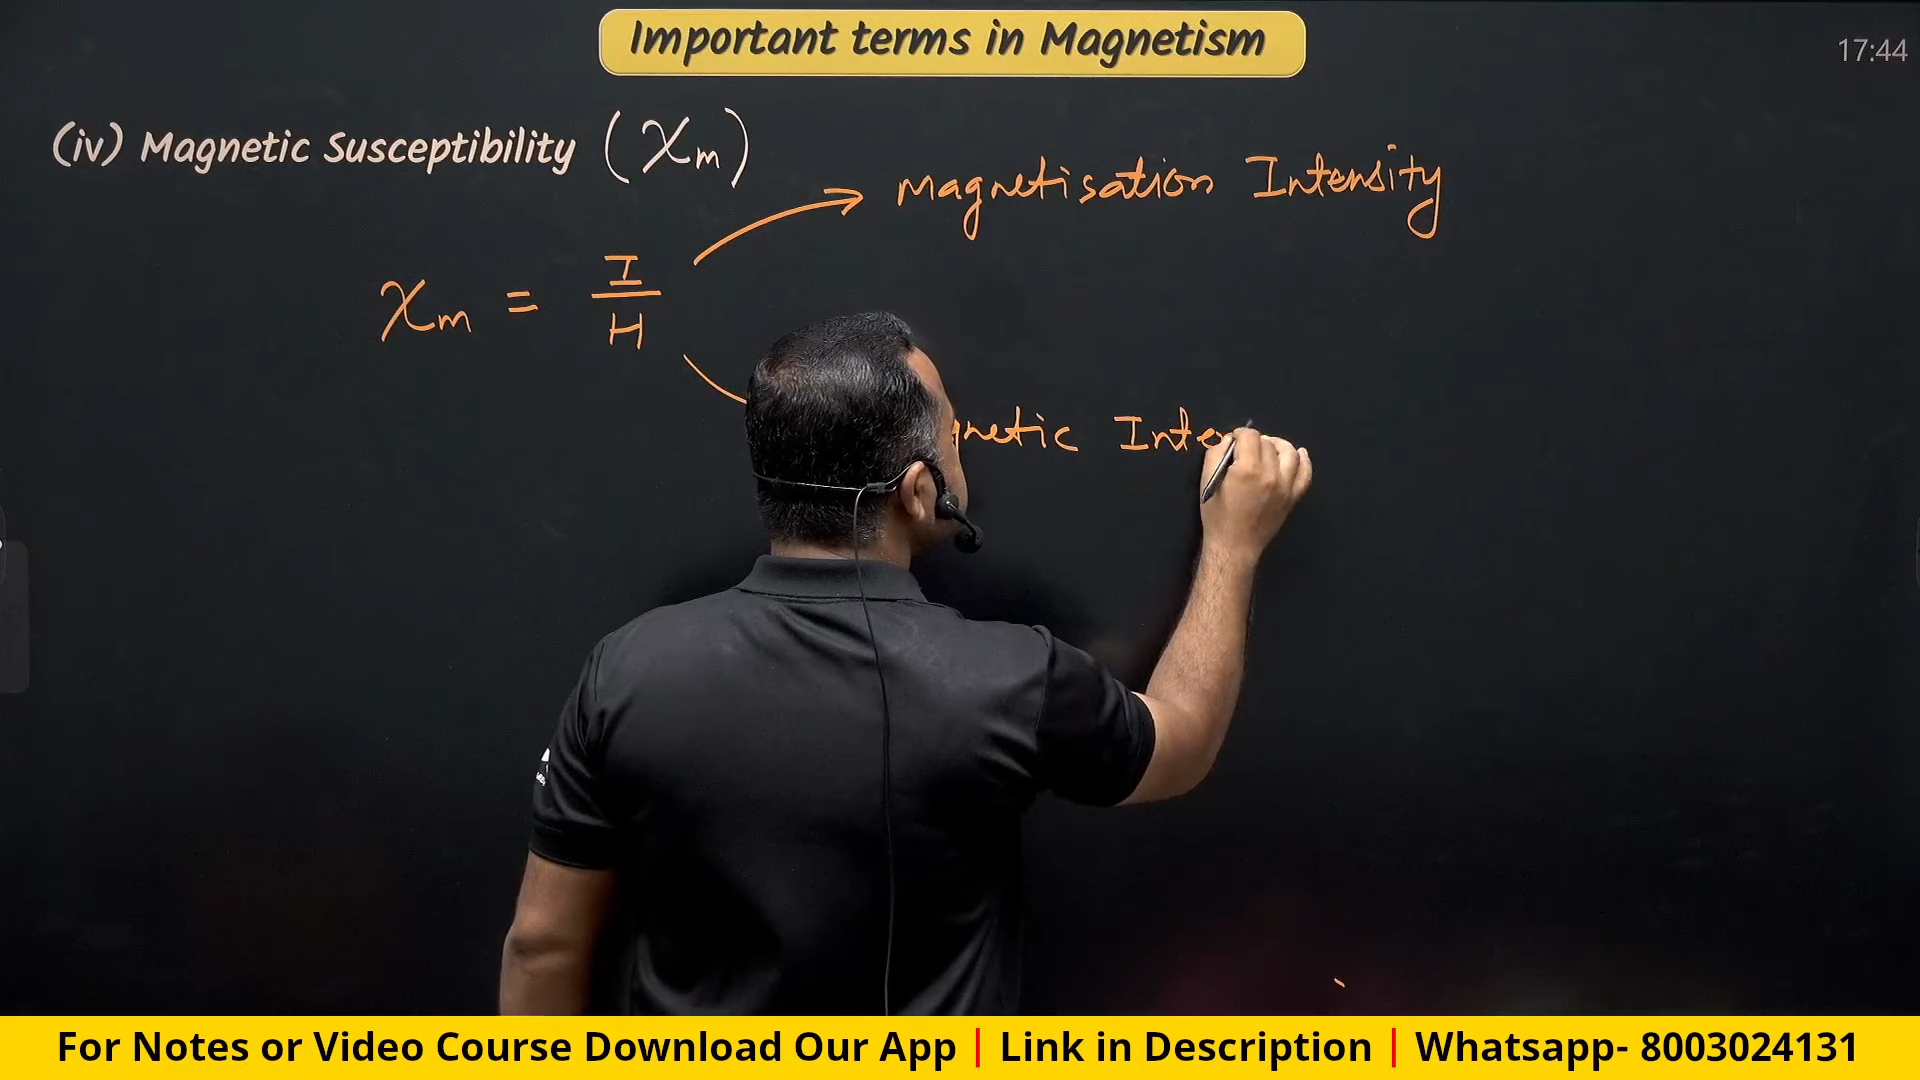 Important terms in Magnetism
17:44
(iv) Magnetic Susceptibility (χm)
Magnetisation Intensity
χm = I/H
gnetic Inte
For Notes or Video Course Download Our App | Link in Description | Whatsapp- 8003024131